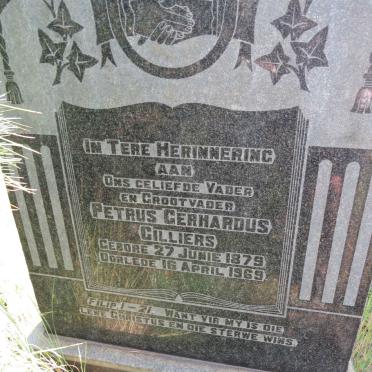 IN TERE HERINNERING
AAN
ONS GELIEFDE VADER
EN GROOTVADER
PETRUS GERHARDUS
CILLIERS
GEBORE 27 JUNIE 1879
OORLEDE 16 APRIL 1969
FILIP. 1-21. WANT VIR MY IS DIE
LEWE CHRISTUS EN DIE STERWE WINS.